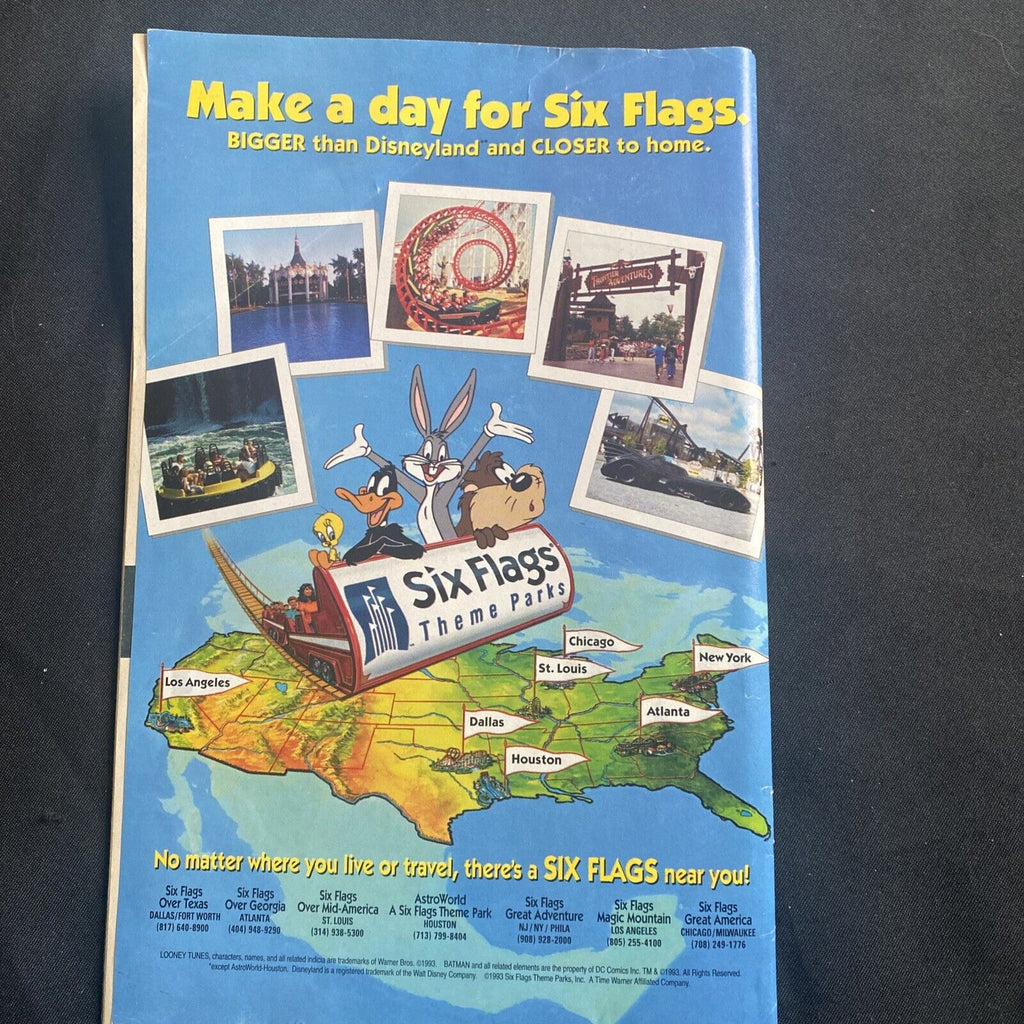 Make a day for Six Flags.
BIGGER than Disneyland* and CLOSER to home.
FRONTIER
ADVENTURES
Six Flags®
Theme Parks
Chicago
St. Louis
New York
Los Angeles
Atlanta
Dallas
Houston
No matter where you live or travel, there's a SIX FLAGS near you!
Six Flags
Over Texas
DALLAS/FORT WORTH
(817) 640-8900
Six Flags
Over Georgia
ATLANTA
(404) 948-9290
Six Flags
Over Mid-America
ST. LOUIS
(314) 938-5300
AstroWorld
A Six Flags Theme Park
HOUSTON
(713) 799-8404
Six Flags
Great Adventure
NJ / NY / PHILA
(908) 928-2000
Six Flags
Magic Mountain
LOS ANGELES
(805) 255-4100
Six Flags
Great America
CHICAGO/MILWAUKEE
(708) 249-1776
LOONEY TUNES, characters, names, and all related indicia are trademarks of Warner Bros. ©1993. BATMAN and all related elements are the property of DC Comics Inc. TM & ©1993. All Rights Reserved.
*except AstroWorld-Houston. Disneyland is a registered trademark of the Walt Disney Company. ©1993 Six Flags Theme Parks, Inc. A Time Warner Affiliated Company.